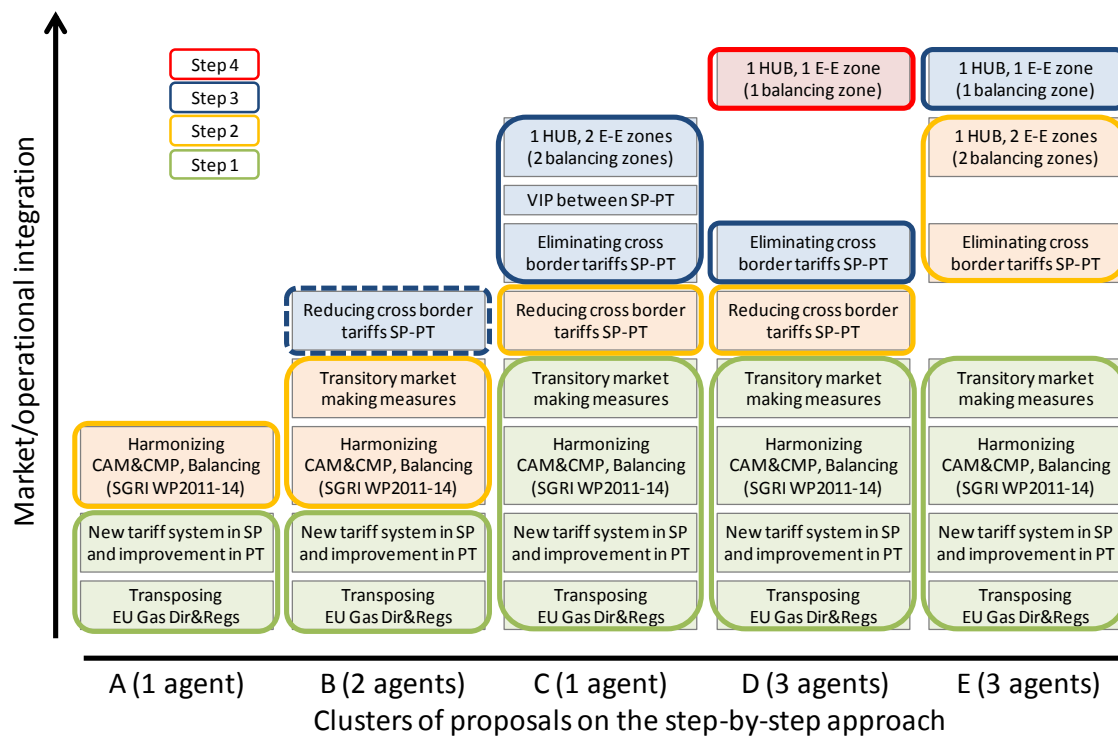 Market/operational integration
Step 4
Step 3
Step 2
Step 1
Harmonizing
CAM&CMP, Balancing
(SGRI WP2011-14)
New tariff system in SP
and improvement in PT
Transposing
EU Gas Dir&Regs
Reducing cross border
tariffs SP-PT
Transitory market
making measures
Harmonizing
CAM&CMP, Balancing
(SGRI WP2011-14)
New tariff system in SP
and improvement in PT
Transposing
EU Gas Dir&Regs
1 HUB, 2 E-E zones
(2 balancing zones)
VIP between SP-PT
Eliminating cross
border tariffs SP-PT
Reducing cross border
tariffs SP-PT
Transitory market
making measures
Harmonizing
CAM&CMP, Balancing
(SGRI WP2011-14)
New tariff system in SP
and improvement in PT
Transposing
EU Gas Dir&Regs
1 HUB, 1 E-E zone
(1 balancing zone)
Eliminating cross
border tariffs SP-PT
Reducing cross border
tariffs SP-PT
Transitory market
making measures
Harmonizing
CAM&CMP, Balancing
(SGRI WP2011-14)
New tariff system in SP
and improvement in PT
Transposing
EU Gas Dir&Regs
1 HUB, 1 E-E zone
(1 balancing zone)
1 HUB, 2 E-E zones
(2 balancing zones)
Eliminating cross
border tariffs SP-PT
Transitory market
making measures
Harmonizing
CAM&CMP, Balancing
(SGRI WP2011-14)
New tariff system in SP
and improvement in PT
Transposing
EU Gas Dir&Regs
A (1 agent)
B (2 agents)
C (1 agent)
D (3 agents)
E (3 agents)
Clusters of proposals on the step-by-step approach